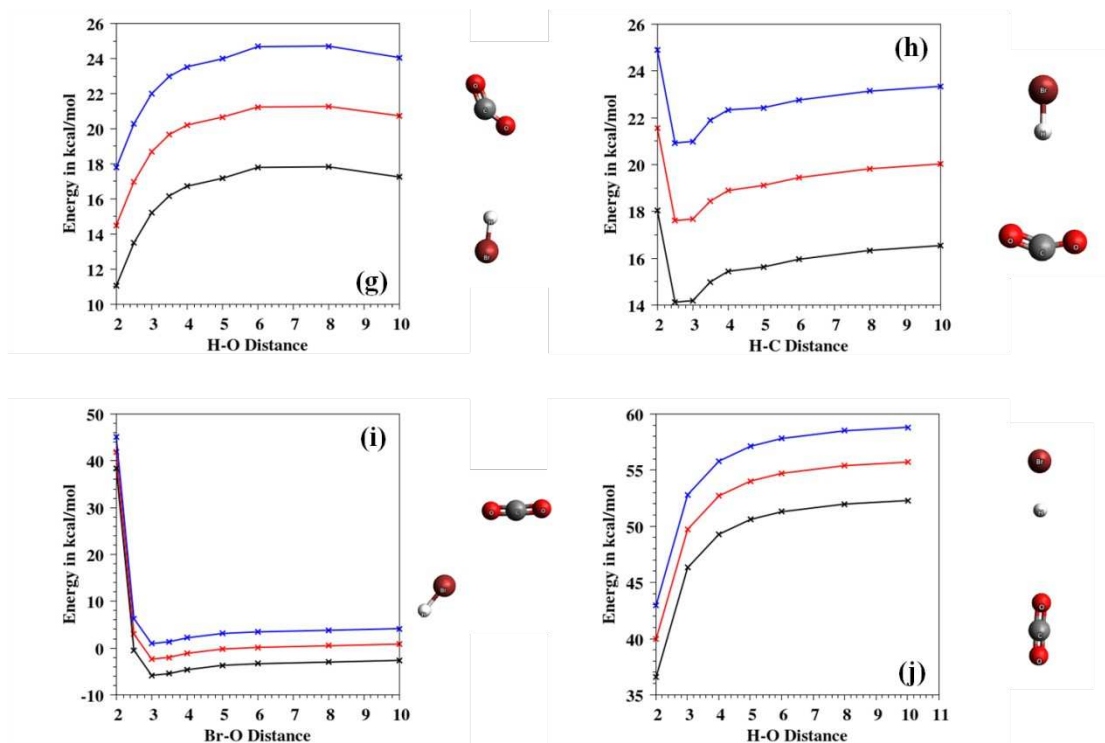 26
24
22
20
18
16
14
12
10
Energy in kcal/mol
(g)
2 3 4 5 6 7 8 9 10
H-O Distance
O
C
O
H
Br
26
24
22
20
18
16
14
Energy in kcal/mol
(h)
2 3 4 5 6 7 8 9 10
H-C Distance
Br
H
O
C
O
50
40
30
20
10
0
-10
Energy in kcal/mol
(i)
2 3 4 5 6 7 8 9 10
Br-O Distance
O
C
O
Br
H
60
55
50
45
40
35
Energy in kcal/mol
(j)
2 3 4 5 6 7 8 9 10 11
H-O Distance
Br
H
O
C
O